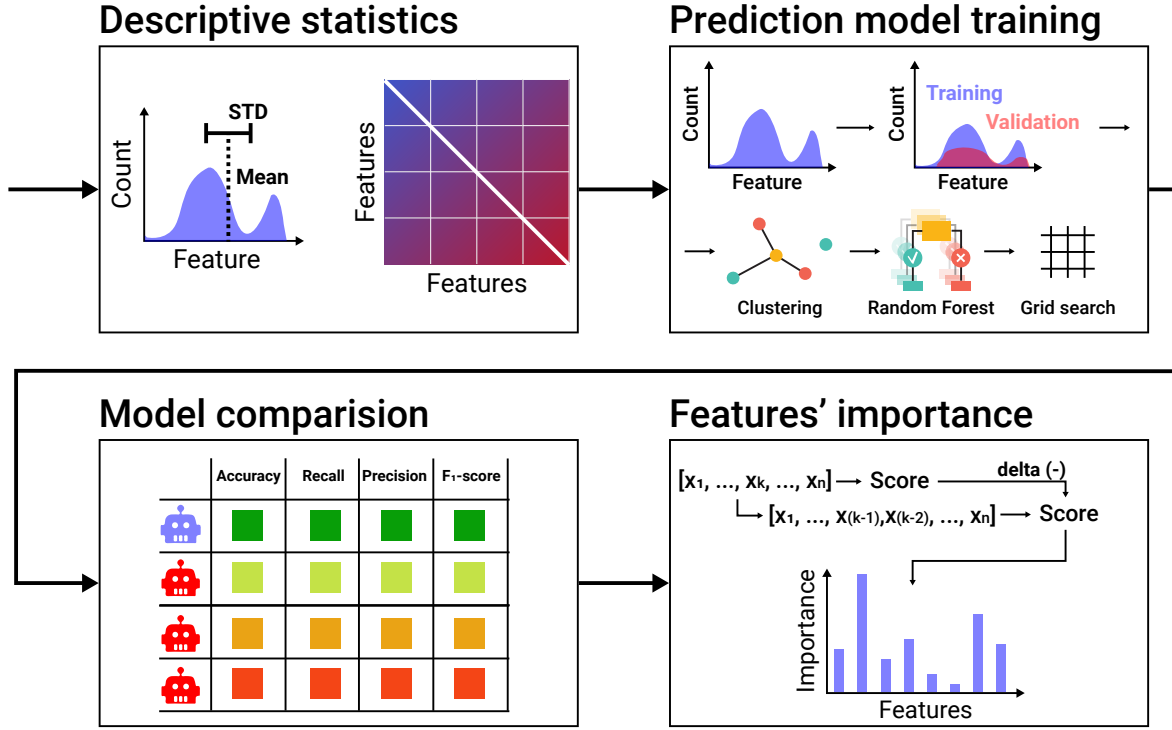 Descriptive statistics
STD
Mean
Count
Feature
Features
Features
Prediction model training
Count
Feature
Count
Training
Validation
Feature
Clustering
Random Forest
Grid search
Model comparision
Accuracy Recall Precision F₁-score
Features’ importance
[x₁, ..., xₖ, ..., xₙ] Score
delta (-)
[x₁, ..., x(k-1),x(k-2), ..., xₙ] Score
Importance
Features